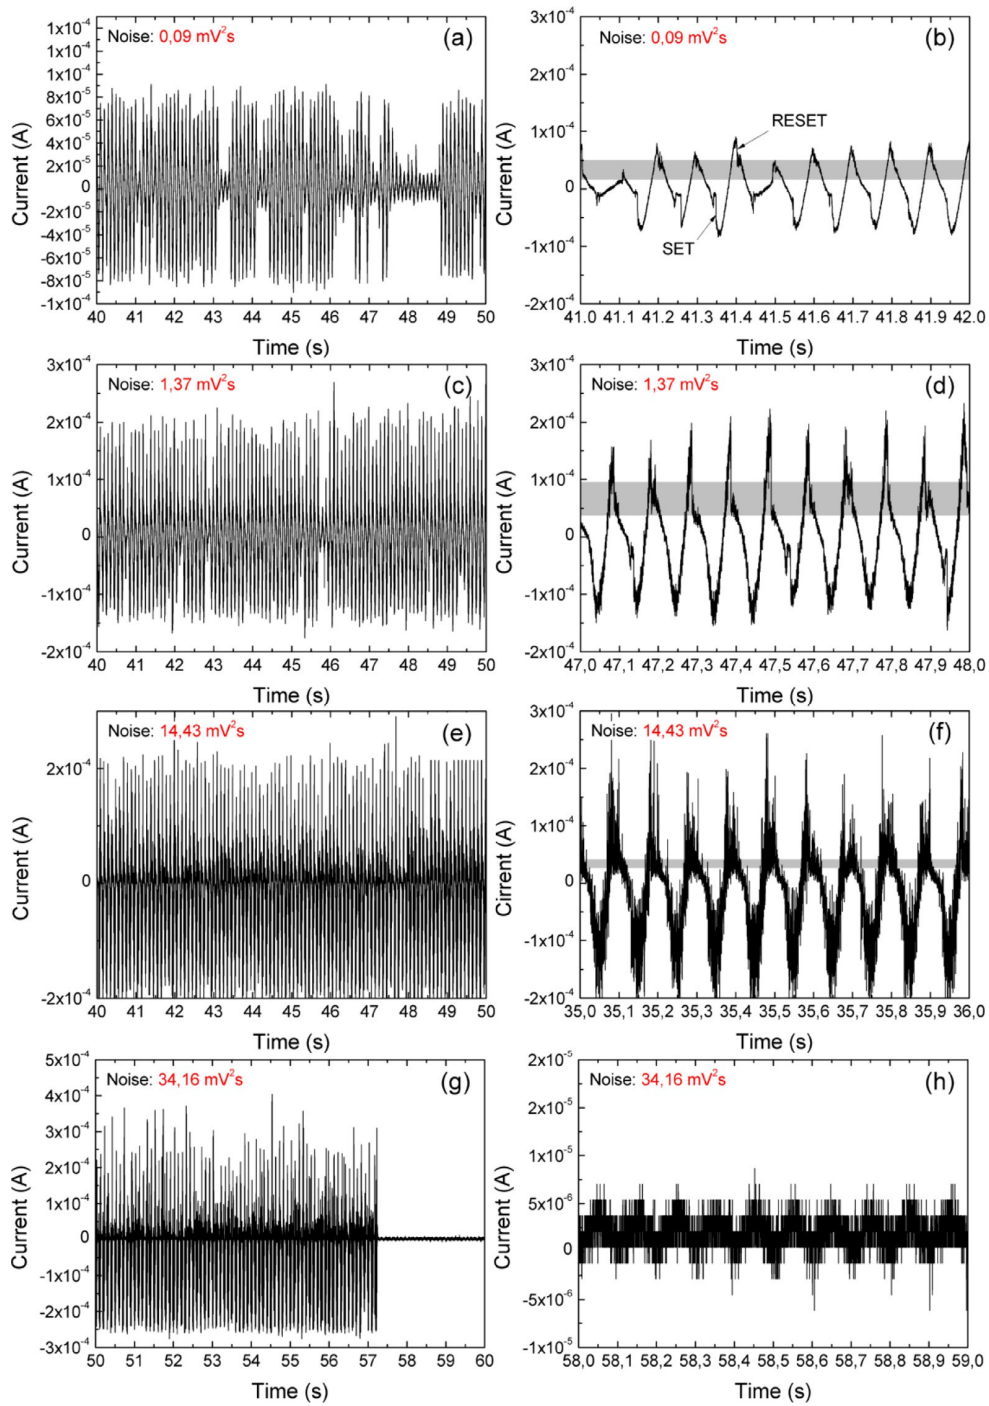 Noise: 0,09 mV²s
(a)
1x10⁻⁴
1x10⁻⁴
1x10⁻⁴
8x10⁻⁵
6x10⁻⁵
4x10⁻⁵
2x10⁻⁵
0
-2x10⁻⁵
-4x10⁻⁵
-6x10⁻⁵
-8x10⁻⁵
-1x10⁻⁴
Current (A)
40 41 42 43 44 45 46 47 48 49 50
Time (s)
Noise: 0,09 mV²s
(b)
RESET
SET
3x10⁻⁴
2x10⁻⁴
1x10⁻⁴
0
-1x10⁻⁴
-2x10⁻⁴
Current (A)
41.0 41.1 41.2 41.3 41.4 41.5 41.6 41.7 41.8 41.9 42.0
Time (s)
Noise: 1,37 mV²s
(c)
3x10⁻⁴
2x10⁻⁴
1x10⁻⁴
0
-1x10⁻⁴
-2x10⁻⁴
Current (A)
40 41 42 43 44 45 46 47 48 49 50
Time (s)
Noise: 1,37 mV²s
(d)
3x10⁻⁴
2x10⁻⁴
1x10⁻⁴
0
-1x10⁻⁴
-2x10⁻⁴
Current (A)
47,0 47,1 47,2 47,3 47,4 47,5 47,6 47,7 47,8 47,9 48,0
Time (s)
Noise: 14,43 mV²s
(e)
2x10⁻⁴
0
-2x10⁻⁴
Current (A)
40 41 42 43 44 45 46 47 48 49 50
Time (s)
Noise: 14,43 mV²s
(f)
3x10⁻⁴
2x10⁻⁴
1x10⁻⁴
0
-1x10⁻⁴
-2x10⁻⁴
Cirrent (A)
35,0 35,1 35,2 35,3 35,4 35,5 35,6 35,7 35,8 35,9 36,0
Time (s)
Noise: 34,16 mV²s
(g)
5x10⁻⁴
4x10⁻⁴
3x10⁻⁴
2x10⁻⁴
1x10⁻⁴
0
-1x10⁻⁴
-2x10⁻⁴
-3x10⁻⁴
Current (A)
50 51 52 53 54 55 56 57 58 59 60
Time (s)
Noise: 34,16 mV²s
(h)
2x10⁻⁵
2x10⁻⁵
1x10⁻⁵
5x10⁻⁶
0
-5x10⁻⁶
-1x10⁻⁵
Current (A)
58,0 58,1 58,2 58,3 58,4 58,5 58,6 58,7 58,8 58,9 59,0
Time (s)